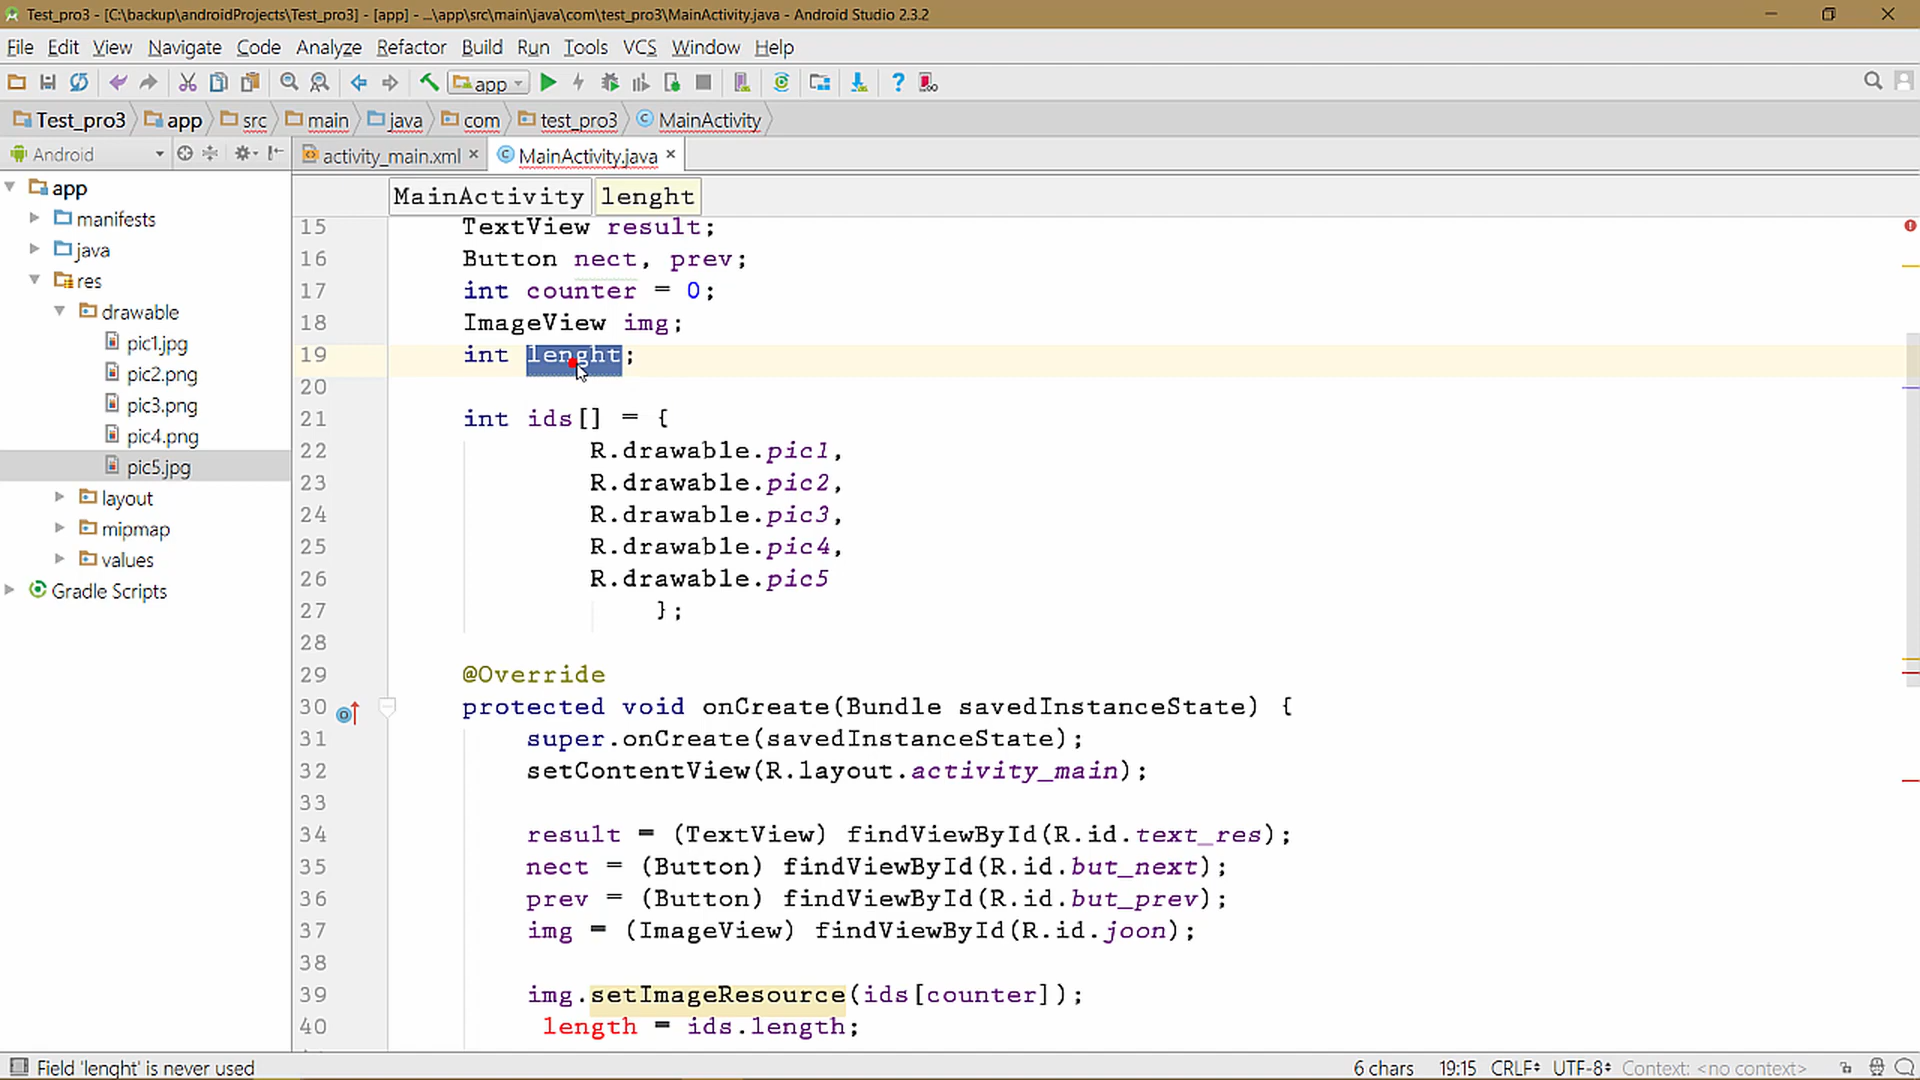 Test_pro3 - [C:\backup\androidProjects\Test_pro3] - [app] - ...\app\src\main\java\com\test_pro3\MainActivity.java - Android Studio 2.3.2
File Edit View Navigate Code Analyze Refactor Build Run Tools VCS Window Help
app
Test_pro3 app src main java com test_pro3 MainActivity
Android
activity_main.xml MainActivity.java
MainActivity lenght
app
manifests
java
res
drawable
pic1.jpg
pic2.png
pic3.png
pic4.png
pic5.jpg
layout
mipmap
values
Gradle Scripts
15 TextView result;
16 Button nect, prev;
17 int counter = 0;
18 ImageView img;
19 int lenght;
20
21 int ids[] = {
22 R.drawable.pic1,
23 R.drawable.pic2,
24 R.drawable.pic3,
25 R.drawable.pic4,
26 R.drawable.pic5
27 };
28
29 @Override
30 protected void onCreate(Bundle savedInstanceState) {
31 super.onCreate(savedInstanceState);
32 setContentView(R.layout.activity_main);
33
34 result = (TextView) findViewById(R.id.text_res);
35 nect = (Button) findViewById(R.id.but_next);
36 prev = (Button) findViewById(R.id.but_prev);
37 img = (ImageView) findViewById(R.id.joon);
38
39 img.setImageResource(ids[counter]);
40 length = ids.length;
Field 'lenght' is never used 6 chars 19:15 CRLF UTF-8 Context: <no context>